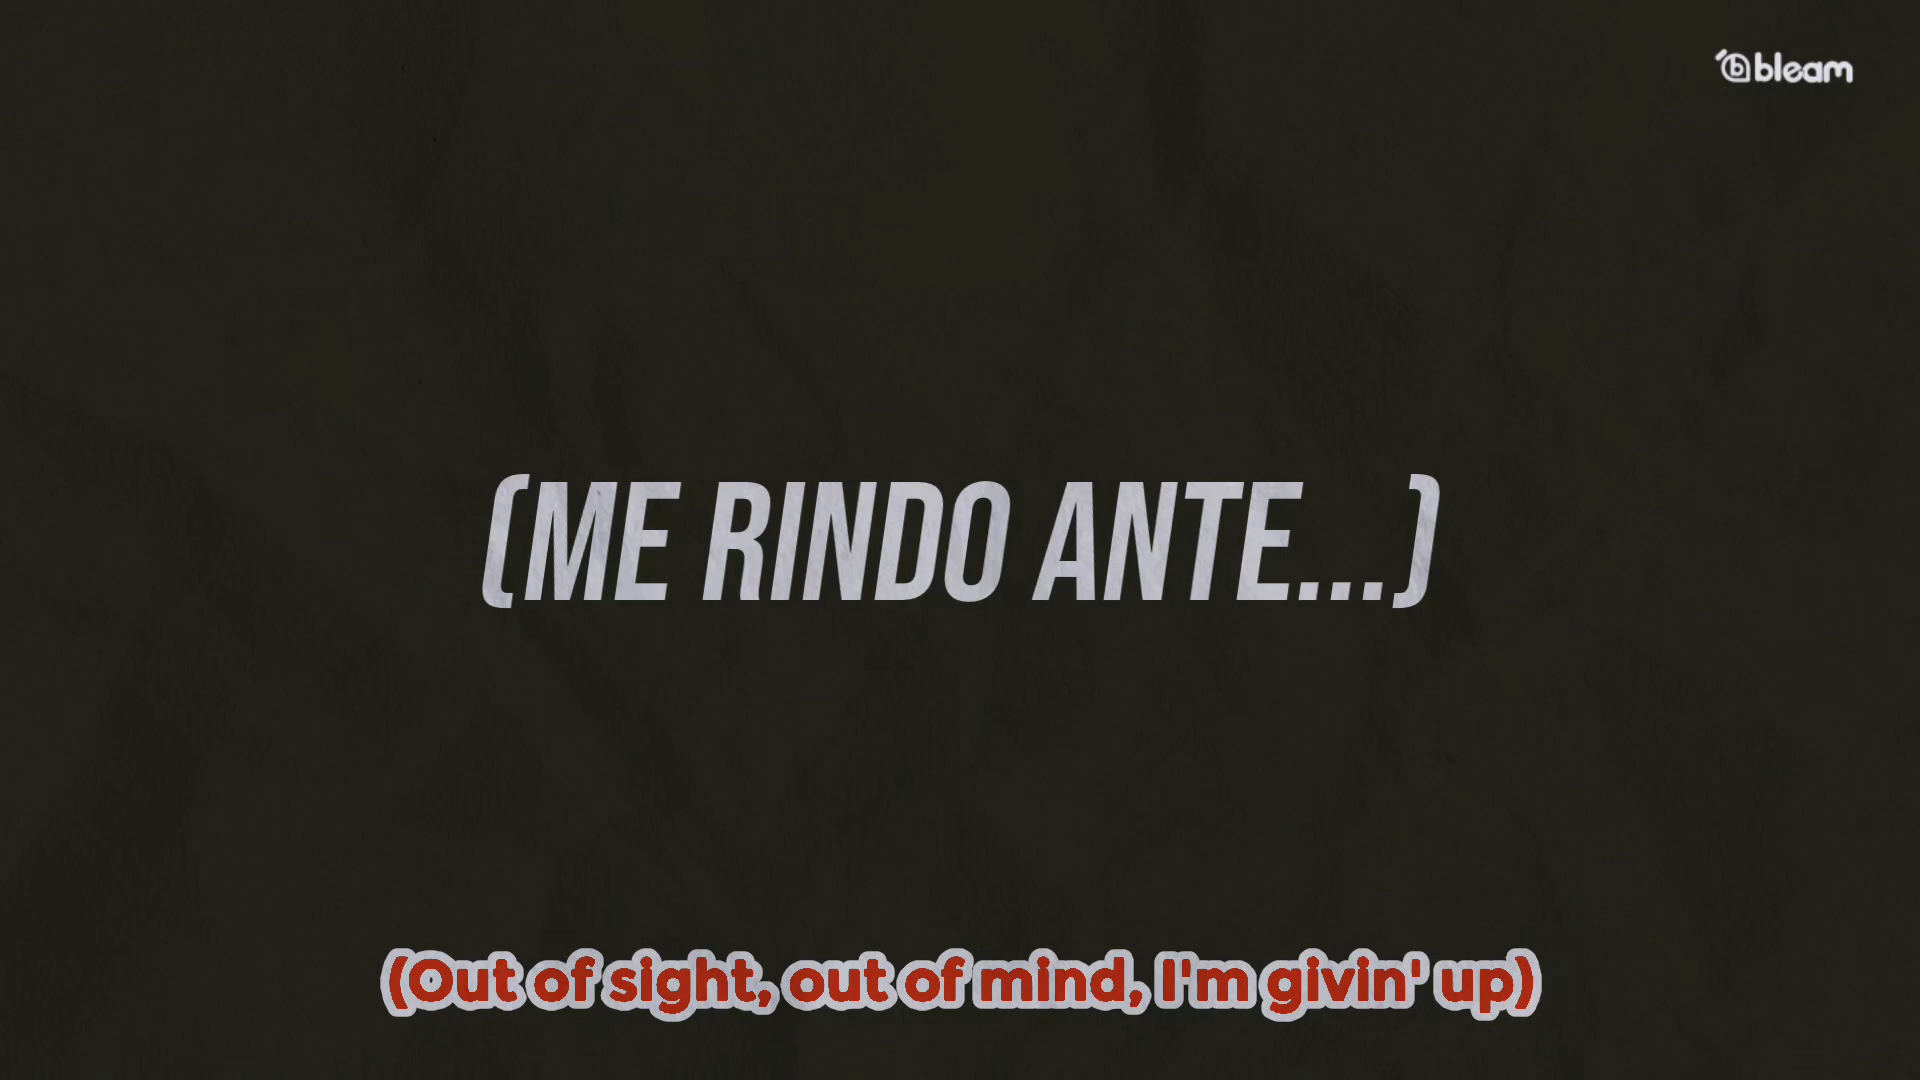 bleam
(ME RINDO ANTE...)
(Out of sight, out of mind, I'm givin' up)